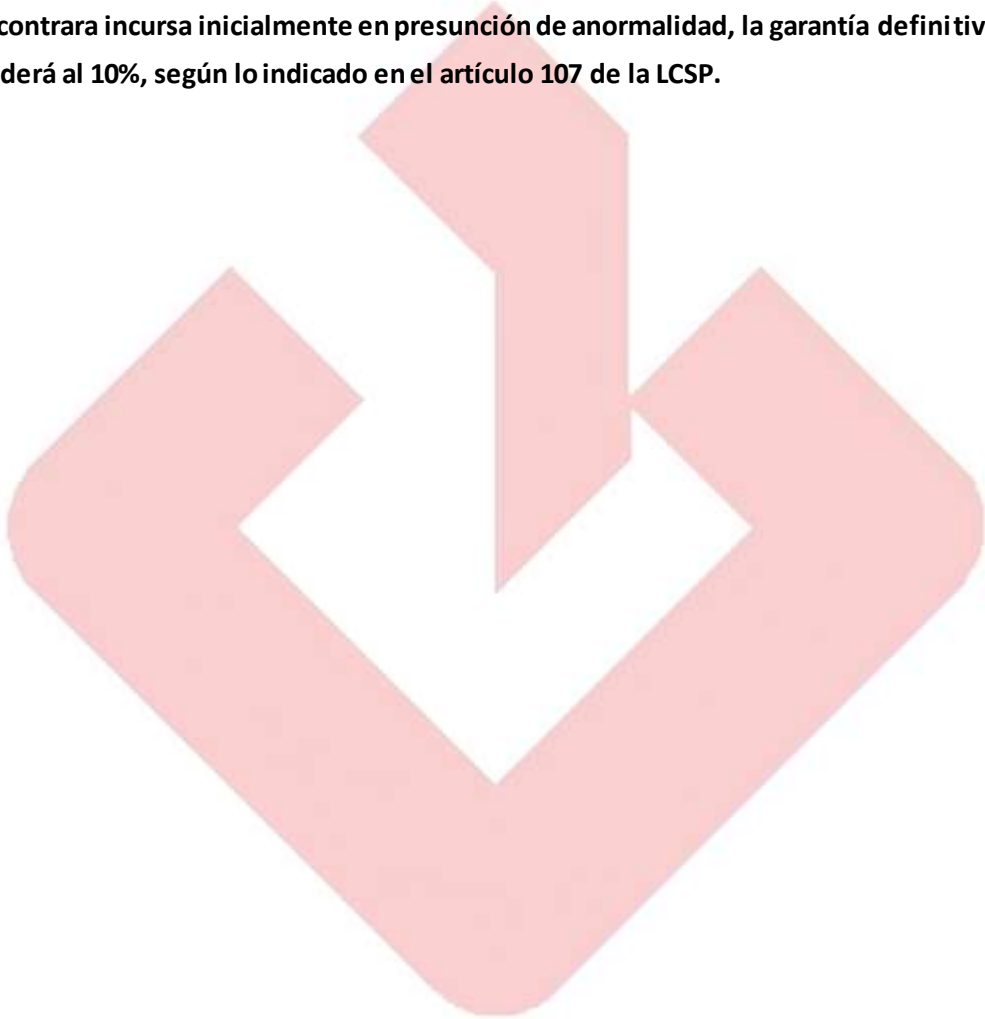 contrara incursa inicialmente en presunción de anormalidad, la garantía definitiv
derá al 10%, según lo indicado en el artículo 107 de la LCSP.